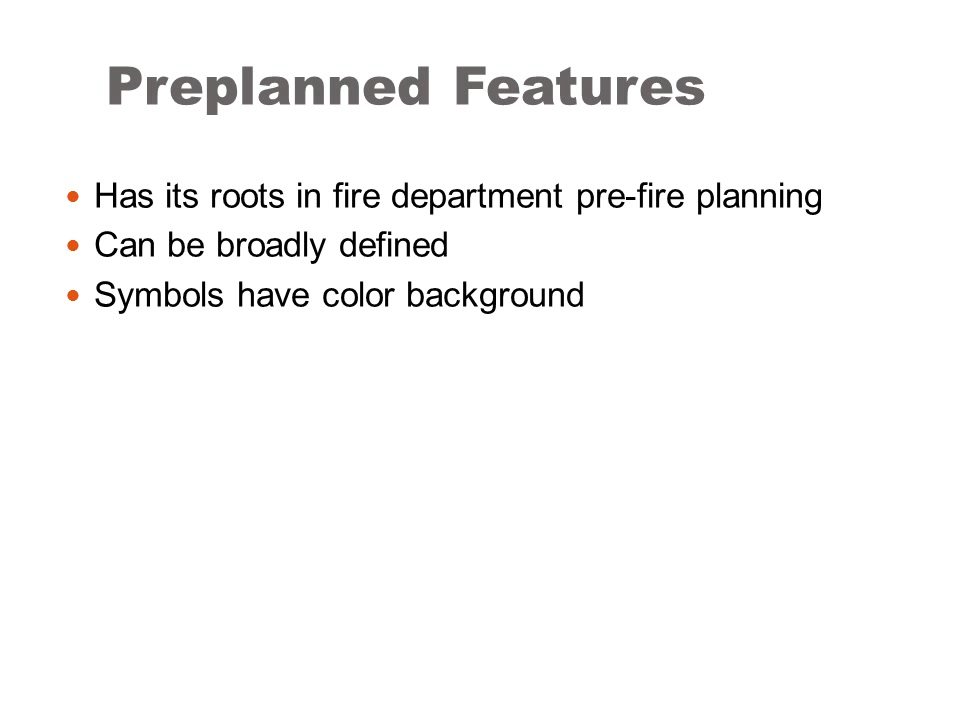 Preplanned Features
Has its roots in fire department pre-fire planning
Can be broadly defined
Symbols have color background